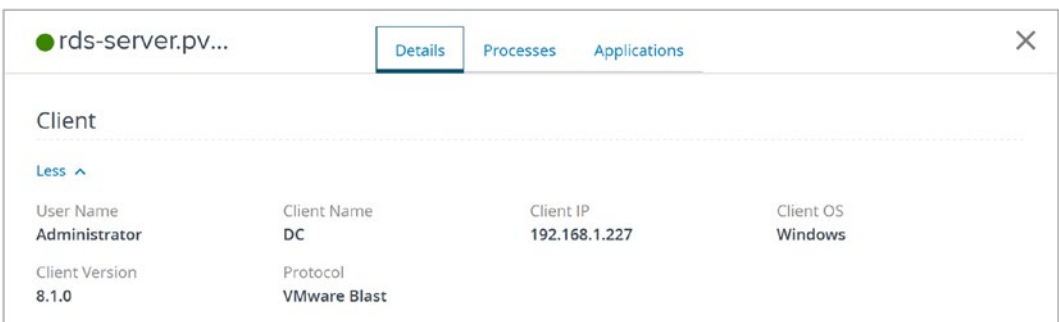 rds-server.pv... Details Processes Applications
Client
Less
User Name Client Name Client IP Client OS
Administrator DC 192.168.1.227 Windows
Client Version Protocol
8.1.0 VMware Blast